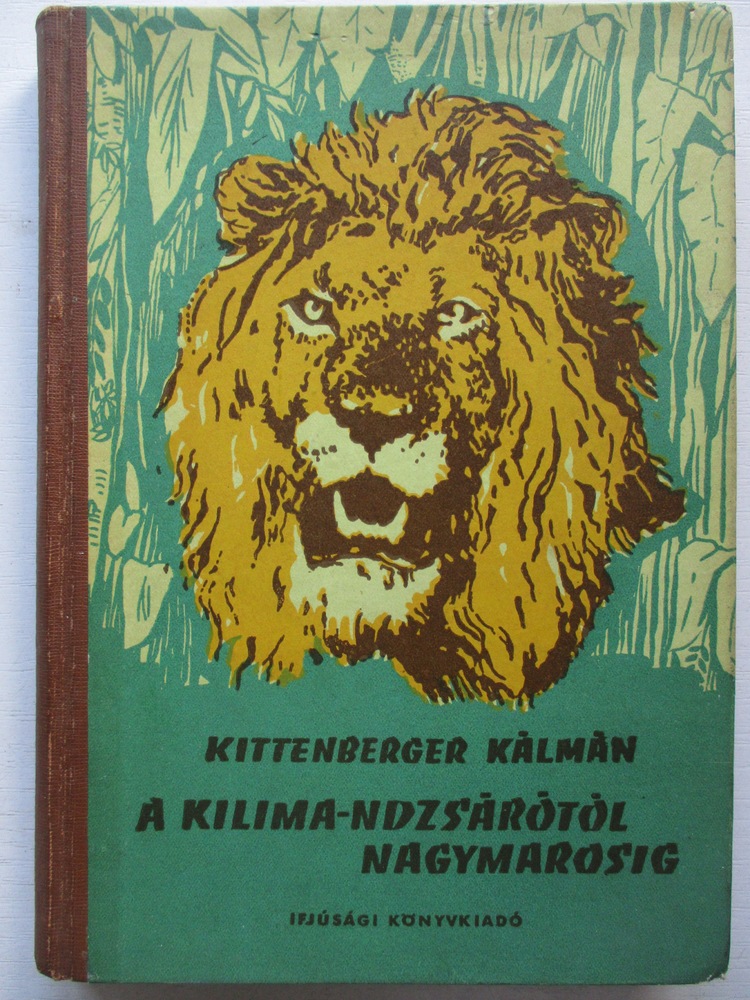 KITTENBERGER KÁLMÁN
A KILIMA-NDZSÁRÓTÓL
NAGYMAROSIG
IFJÚSÁGI KÖNYVKIADÓ